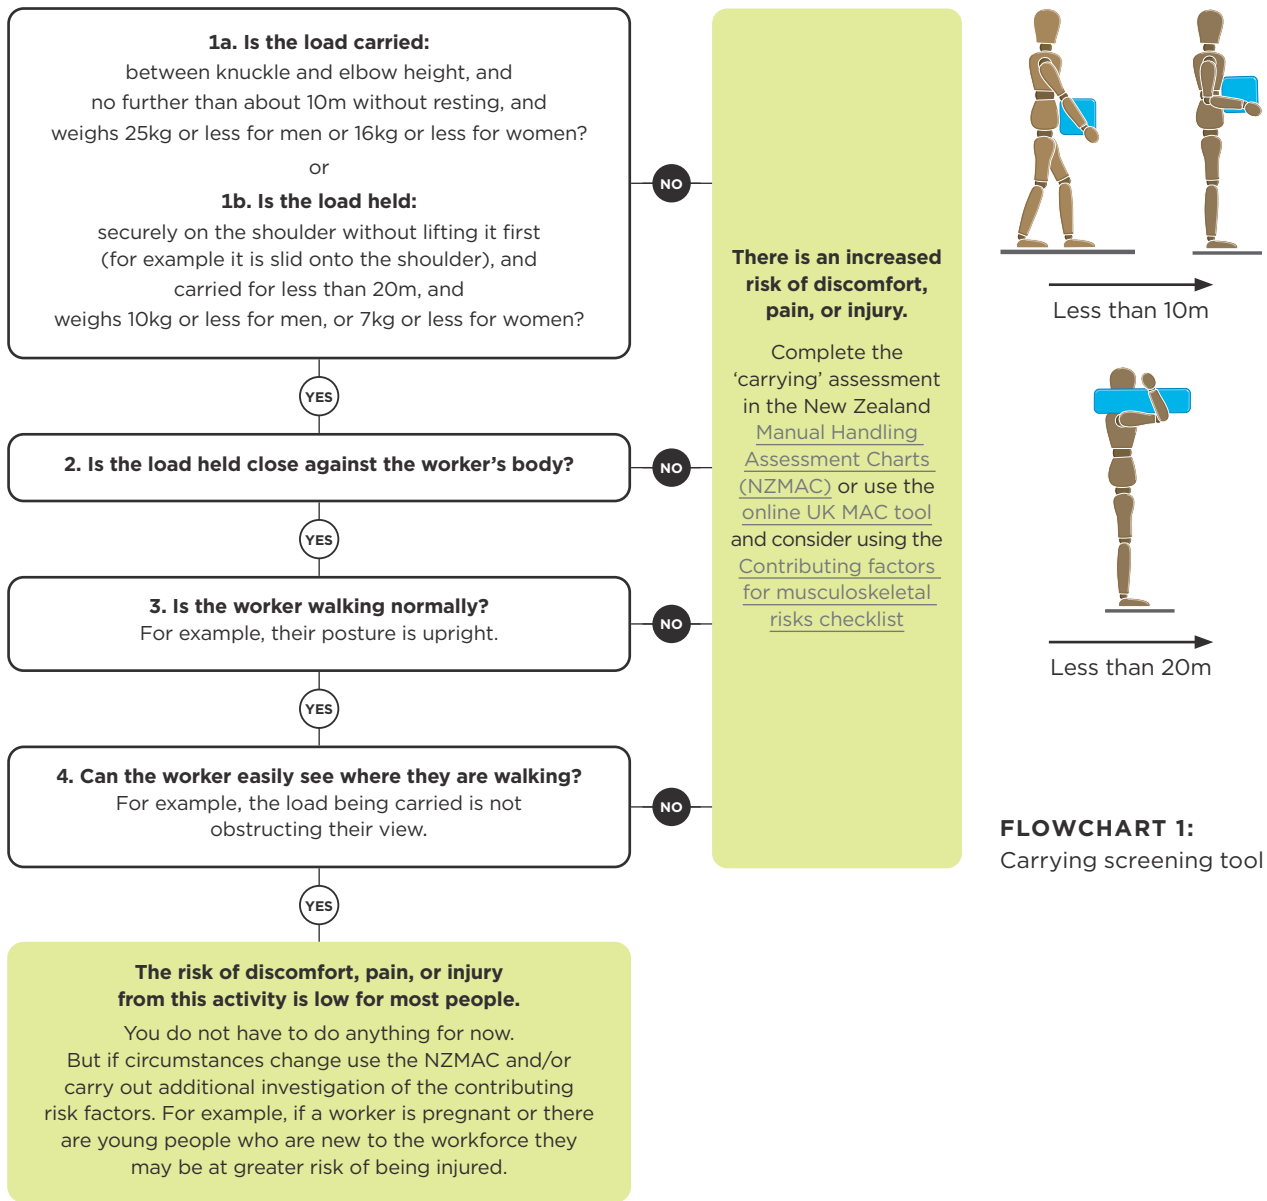 1a. Is the load carried:
between knuckle and elbow height, and
no further than about 10m without resting, and
weighs 25kg or less for men or 16kg or less for women?
or
1b. Is the load held:
securely on the shoulder without lifting it first
(for example it is slid onto the shoulder), and
carried for less than 20m, and
weighs 10kg or less for men, or 7kg or less for women?
NO
YES
2. Is the load held close against the worker’s body?
NO
YES
3. Is the worker walking normally?
For example, their posture is upright.
NO
YES
4. Can the worker easily see where they are walking?
For example, the load being carried is not
obstructing their view.
NO
YES
The risk of discomfort, pain, or injury
from this activity is low for most people.
You do not have to do anything for now.
But if circumstances change use the NZMAC and/or
carry out additional investigation of the contributing
risk factors. For example, if a worker is pregnant or there
are young people who are new to the workforce they
may be at greater risk of being injured.
There is an increased
risk of discomfort,
pain, or injury.
Complete the
‘carrying’ assessment
in the New Zealand
Manual Handling
Assessment Charts
(NZMAC) or use the
online UK MAC tool
and consider using the
Contributing factors
for musculoskeletal
risks checklist
Less than 10m
Less than 20m
FLOWCHART 1:
Carrying screening tool